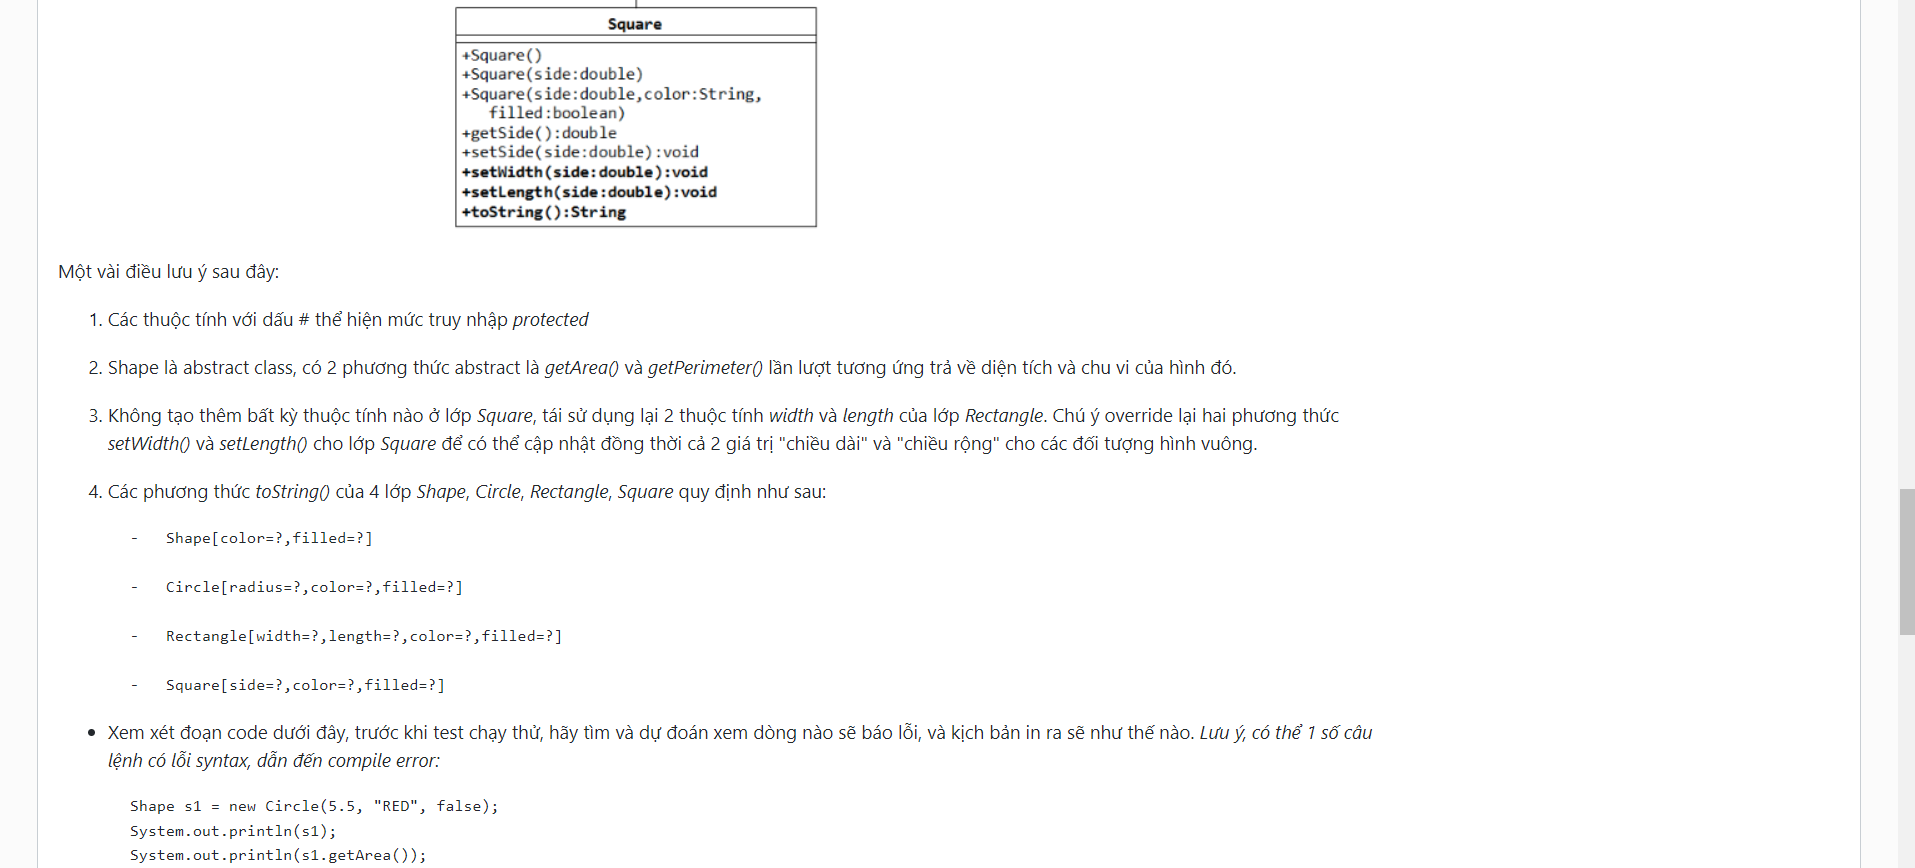 Square
+Square()
+Square(side:double)
+Square(side:double,color:String,
filled:boolean)
+getSide():double
+setSide(side:double):void
+setWidth(side:double):void
+setLength(side:double):void
+toString():String
Một vài điều lưu ý sau đây:
1. Các thuộc tính với dấu # thể hiện mức truy nhập protected
2. Shape là abstract class, có 2 phương thức abstract là getArea() và getPerimeter() lần lượt tương ứng trả về diện tích và chu vi của hình đó.
3. Không tạo thêm bất kỳ thuộc tính nào ở lớp Square, tái sử dụng lại 2 thuộc tính width và length của lớp Rectangle. Chú ý override lại hai phương thức
setWidth() và setLength() cho lớp Square để có thể cập nhật đồng thời cả 2 giá trị "chiều dài" và "chiều rộng" cho các đối tượng hình vuông.
4. Các phương thức toString() của 4 lớp Shape, Circle, Rectangle, Square quy định như sau:
- Shape[color=?,filled=?]
- Circle[radius=?,color=?,filled=?]
- Rectangle[width=?,length=?,color=?,filled=?]
- Square[side=?,color=?,filled=?]
• Xem xét đoạn code dưới đây, trước khi test chạy thử, hãy tìm và dự đoán xem dòng nào sẽ báo lỗi, và kịch bản in ra sẽ như thế nào. Lưu ý, có thể 1 số câu
lệnh có lỗi syntax, dẫn đến compile error:
Shape s1 = new Circle(5.5, "RED", false);
System.out.println(s1);
System.out.println(s1.getArea());